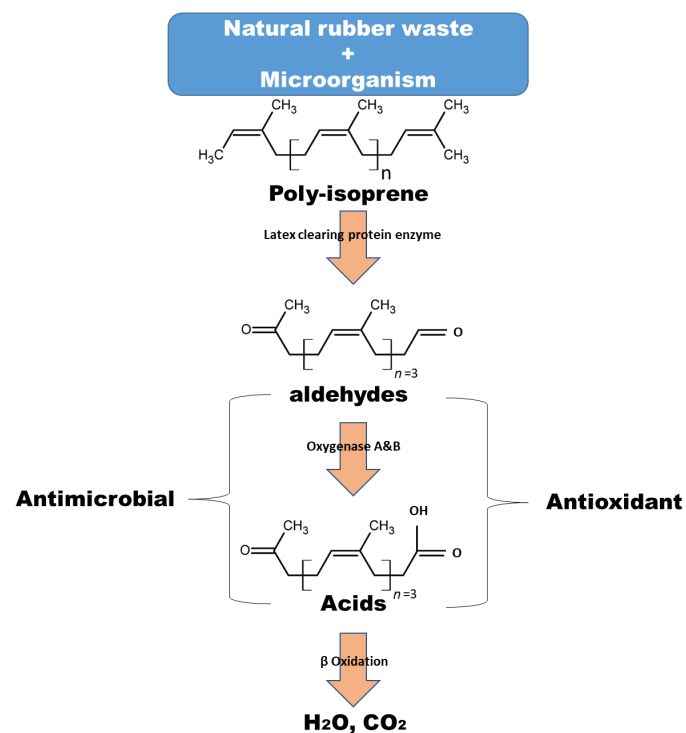 Natural rubber waste
+
Microorganism
CH₃ CH₃ CH₃
H₃C CH₃
n
Poly-isoprene
Latex clearing protein enzyme
CH₃ CH₃
O O
n=3
aldehydes
Oxygenase A&B
Antimicrobial Antioxidant
OH
CH₃ CH₃
O O
n=3
Acids
β Oxidation
H₂O, CO₂